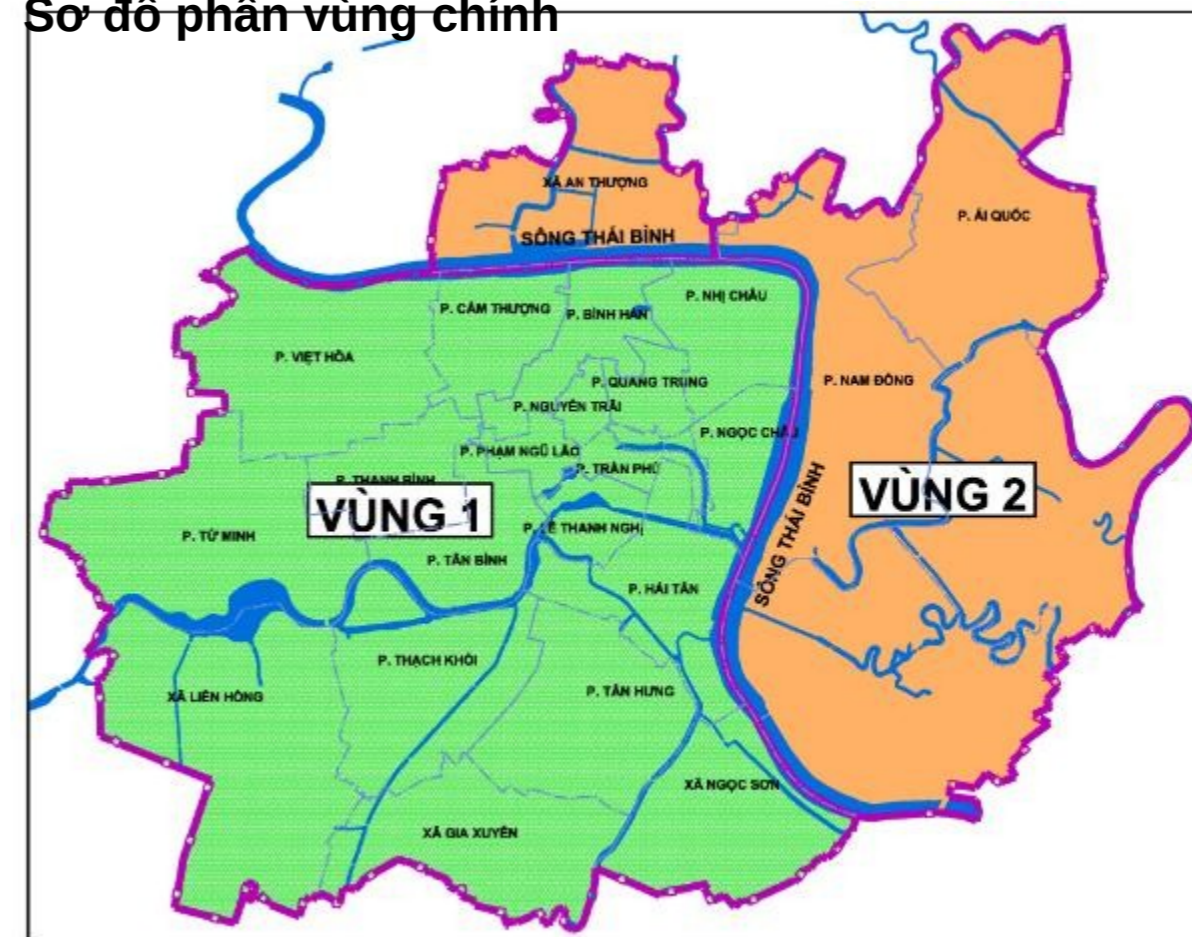 Sơ đồ phân vùng chính
XÃ AN THƯỢNG
P. ÁI QUỐC
SÔNG THÁI BÌNH
P. NHỊ CHÂU
P. CẨM THƯỢNG
P. BÌNH HÀN
P. VIỆT HÒA
P. QUANG TRUNG
P. NAM ĐỒNG
P. NGUYỄN TRÃI
P. NGỌC CHÂU
P. PHẠM NGŨ LÃO
P. TRẦN PHÚ
P. THANH BÌNH
VÙNG 1
VÙNG 2
P. LÊ THANH NGHỊ
P. TỨ MINH
SÔNG THÁI BÌNH
P. TÂN BÌNH
P. HẢI TÂN
P. THẠCH KHÔI
P. TÂN HƯNG
XÃ LIÊN HỒNG
XÃ NGỌC SƠN
XÃ GIA XUYÊN